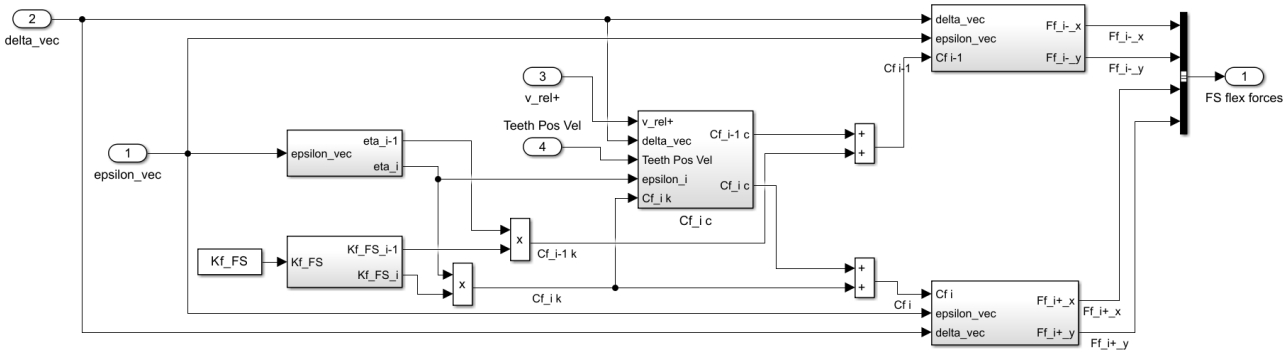 2
delta_vec
1
epsilon_vec
epsilon_vec
eta_i-1
eta_i
Kf_FS
Kf_FS
Kf_FS_i-1
Kf_FS_i
x
Cf_i-1 k
x
Cf_i k
3
v_rel+
Teeth Pos Vel
4
v_rel+
delta_vec
Teeth Pos Vel
epsilon_i
Cf_i k
Cf_i-1 c
Cf_i c
Cf_i c
+
+
Cf i-1
+
+
Cf i
delta_vec
epsilon_vec
Cf i-1
Ff_i-_x
Ff_i-_y
Ff_i-_x
Ff_i-_y
Cf i
epsilon_vec
delta_vec
Ff_i+_x
Ff_i+_y
Ff_i+_x
Ff_i+_y
1
FS flex forces